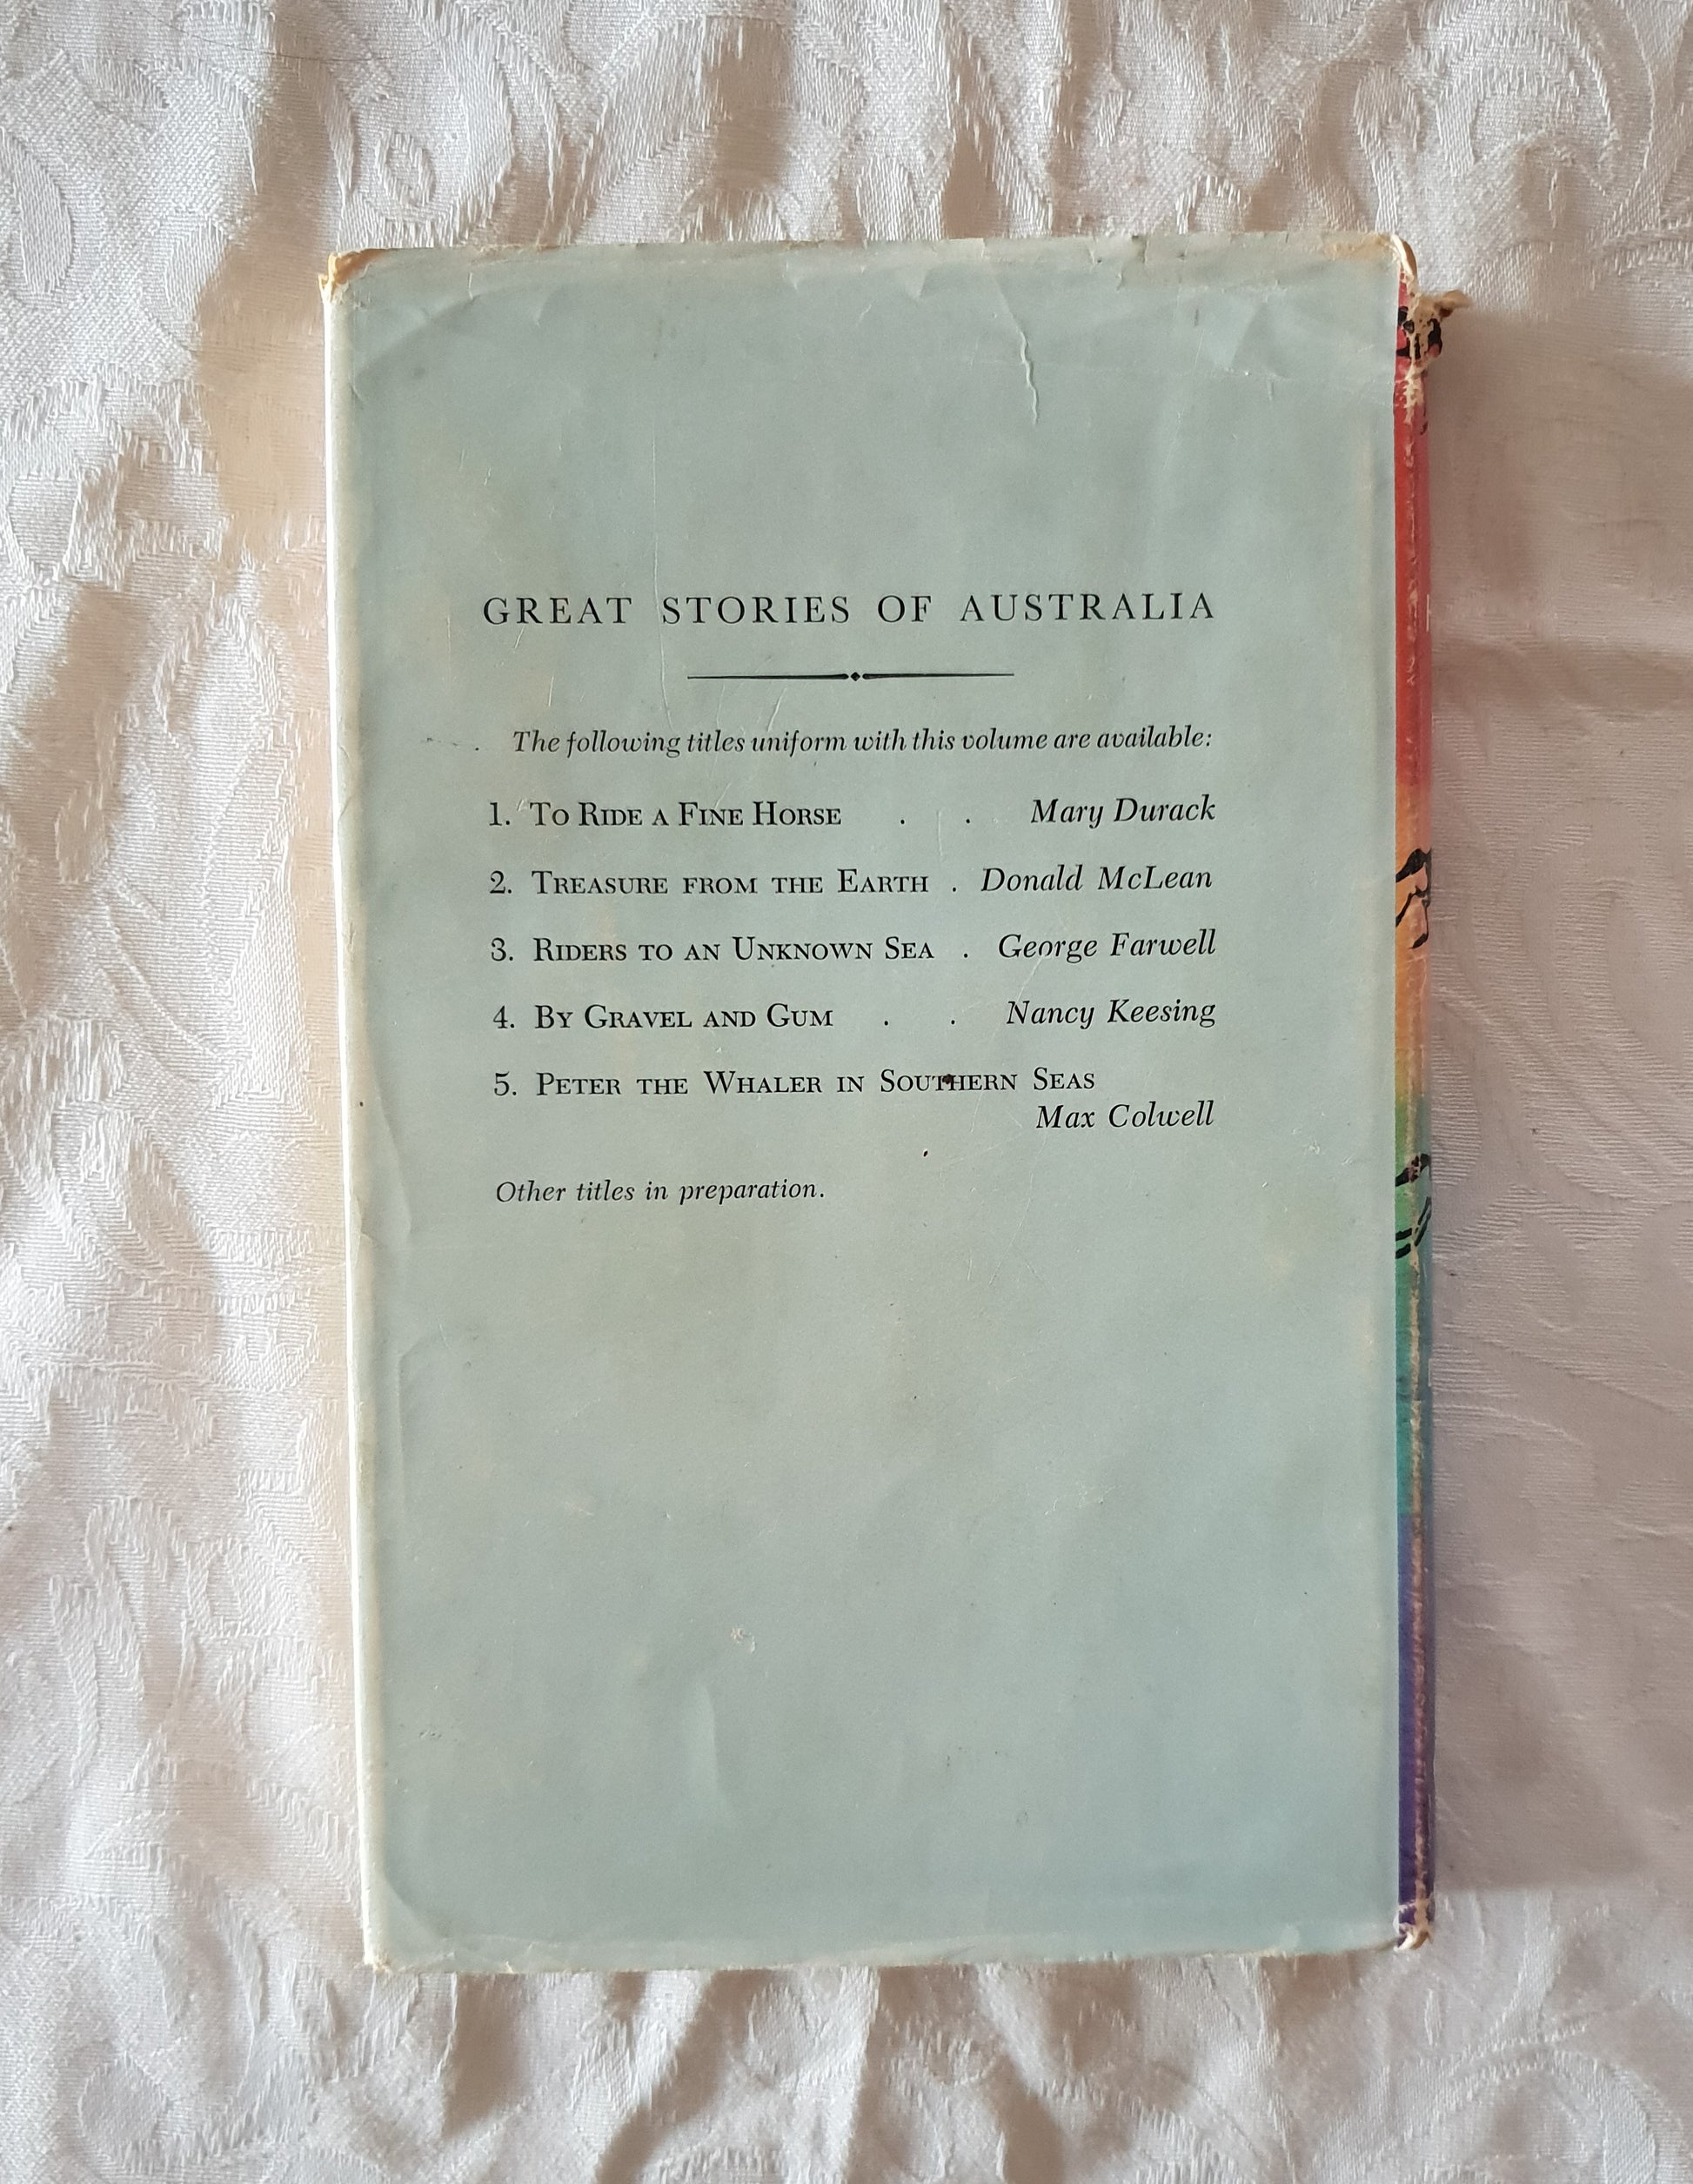 GREAT STORIES OF AUSTRALIA
The following titles uniform with this volume are available:
1. To Ride a Fine Horse . . Mary Durack
2. Treasure from the Earth . Donald McLean
3. Riders to an Unknown Sea . George Farwell
4. By Gravel and Gum . . Nancy Keesing
5. Peter the Whaler in Southern Seas
Max Colwell
Other titles in preparation.